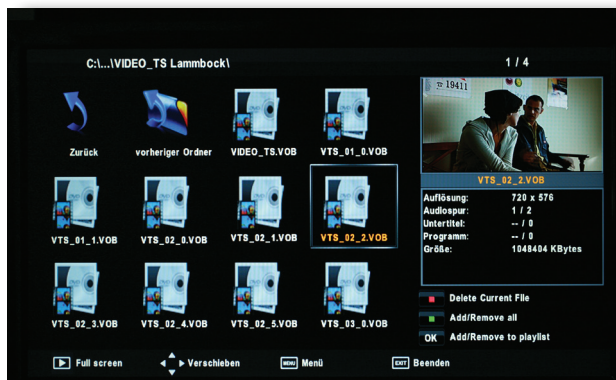 C:\...\VIDEO_TS Lammbock\
1 / 4
Zurück
vorheriger Ordner
VIDEO_TS.VOB
VTS_01_0.VOB
VTS_01_1.VOB
VTS_02_0.VOB
VTS_02_1.VOB
VTS_02_2.VOB
VTS_02_3.VOB
VTS_02_4.VOB
VTS_02_5.VOB
VTS_03_0.VOB
19411
VTS_02_2.VOB
Auflösung: 720 x 576
Audiospur: 1 / 2
Untertitel: -- / 0
Programm: -- / 0
Größe: 1048404 KBytes
Delete Current File
Add/Remove all
OK Add/Remove to playlist
Full screen
Verschieben
MENU Menü
EXIT Beenden